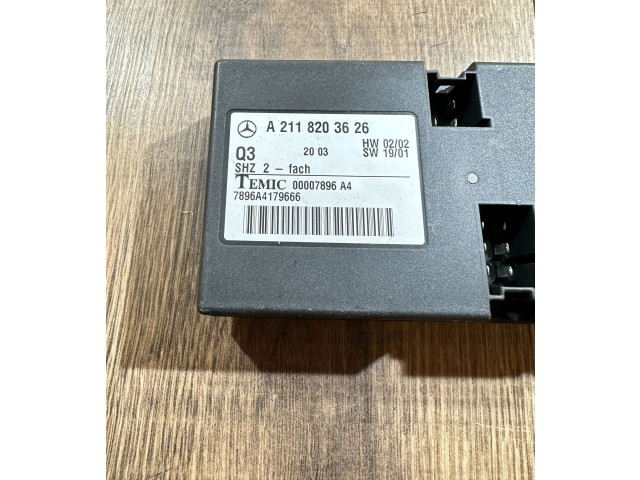 A 211 820 36 26
HW 02/02
Q3 20 03 SW 19/01
SHZ 2 - fach
TEMIC 00007896 A4
7896A4179666